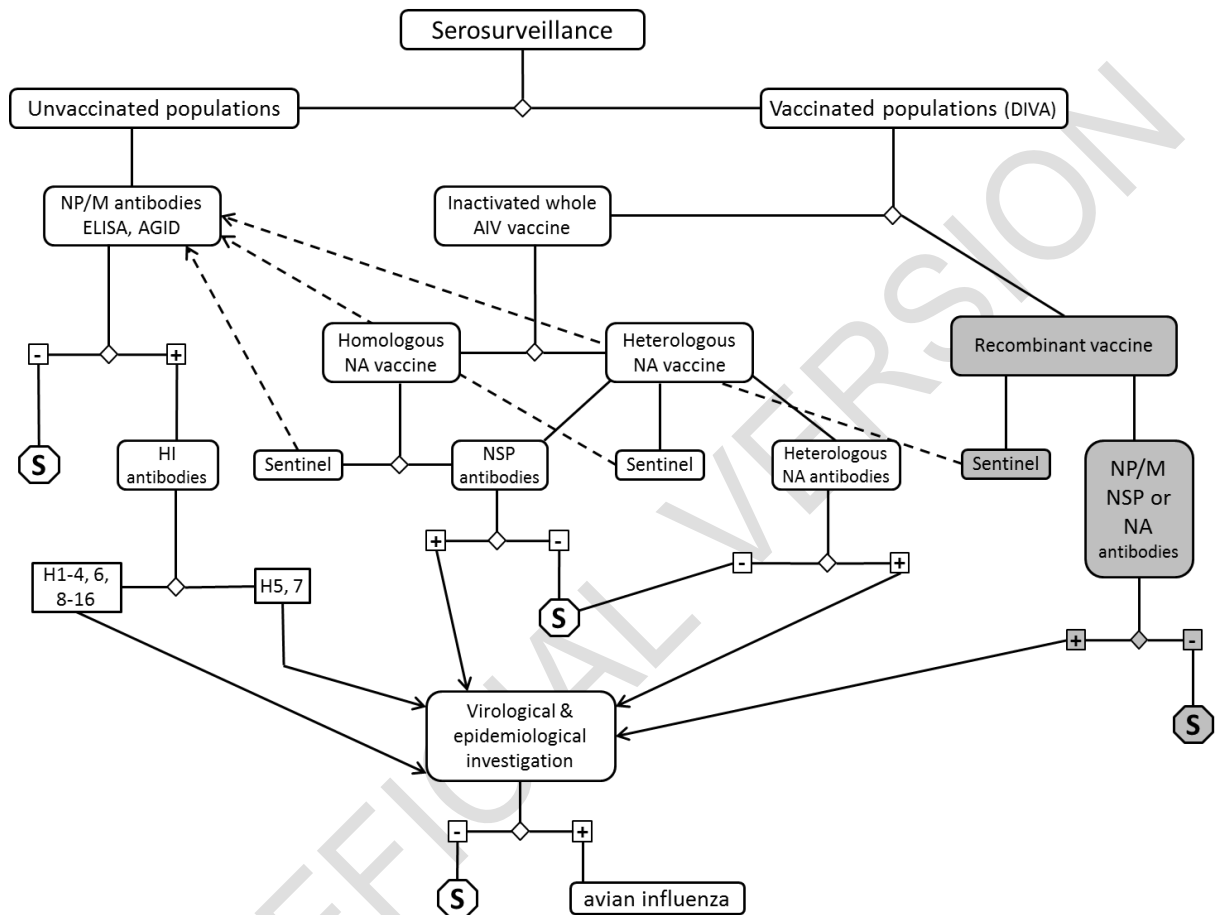 Serosurveillance
Unvaccinated populations
Vaccinated populations (DIVA)
NP/M antibodies
ELISA, AGID
Inactivated whole
AIV vaccine
Homologous
NA vaccine
Heterologous
NA vaccine
Recombinant vaccine
-
+
S
HI
antibodies
Sentinel
NSP
antibodies
Sentinel
Heterologous
NA antibodies
Sentinel
NP/M
NSP or
NA
antibodies
+
-
-
+
H1-4, 6,
8-16
H5, 7
S
+
-
S
Virological &
epidemiological
investigation
-
+
S
avian influenza
FICIAL VERSION